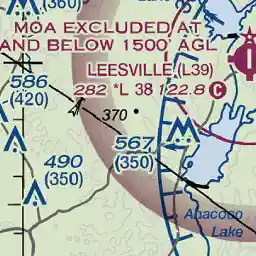 Lake
MOA EXCLUDED AT
AND BELOW 1500' AGL
LEESVILLE (L39)
282 *L 38 122.8 C
586
(420)
370
567
(350)
490
(350)
Anacoco
Lake